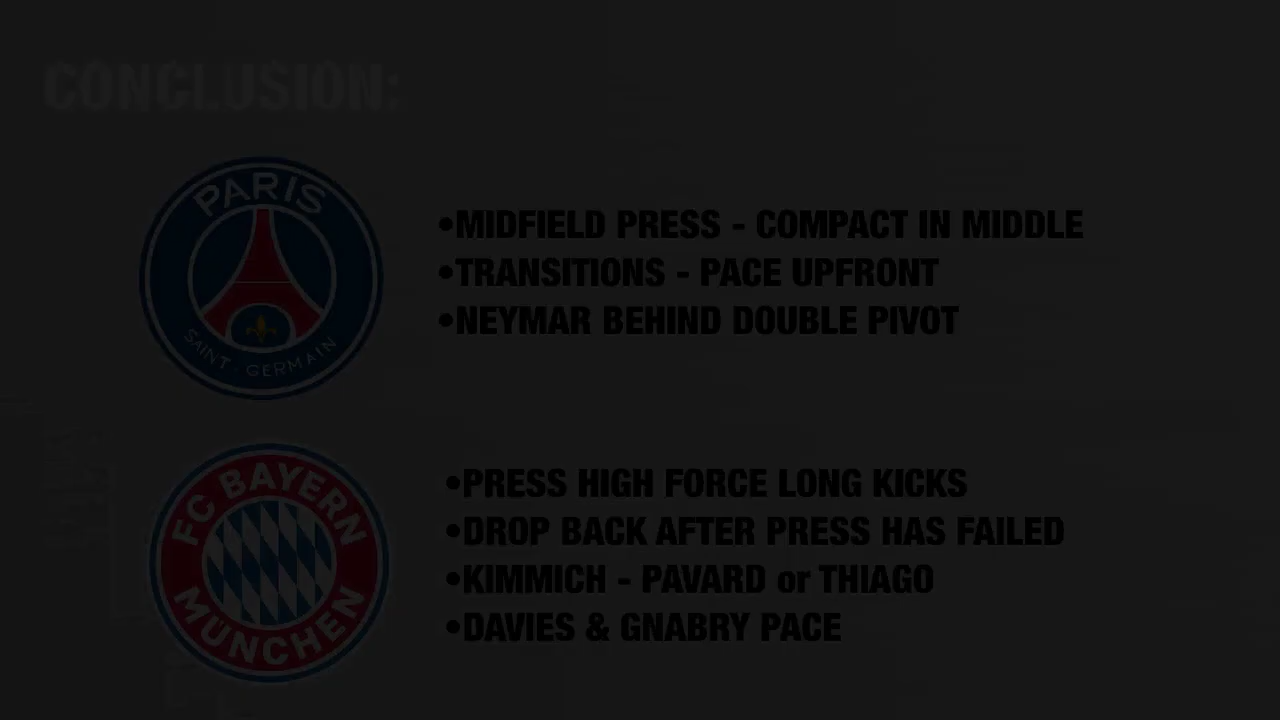 CONCLUSION:
PARIS
SAINT-GERMAIN
•MIDFIELD PRESS - COMPACT IN MIDDLE
•TRANSITIONS - PACE UPFRONT
•NEYMAR BEHIND DOUBLE PIVOT
FC BAYERN
MÜNCHEN
•PRESS HIGH FORCE LONG KICKS
•DROP BACK AFTER PRESS HAS FAILED
•KIMMICH - PAVARD or THIAGO
•DAVIES & GNABRY PACE